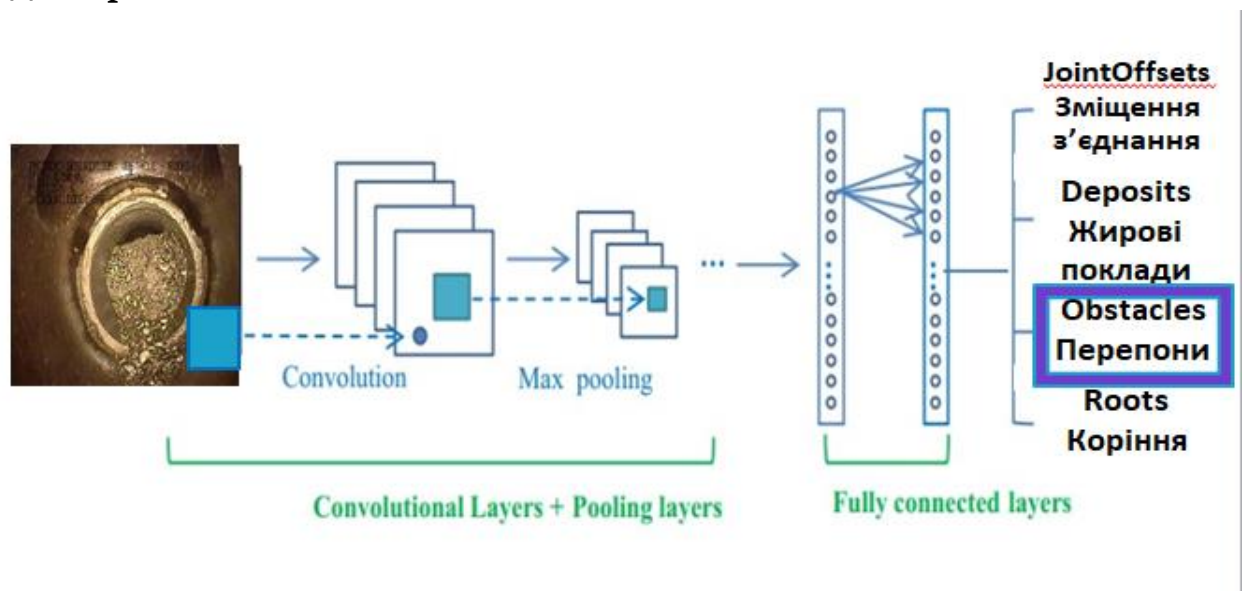 JointOffsets
Зміщення
з’єднання
Deposits
Жирові
поклади
Obstacles
Перепони
Roots
Коріння
Convolution
Max pooling
Convolutional Layers + Pooling layers
Fully connected layers